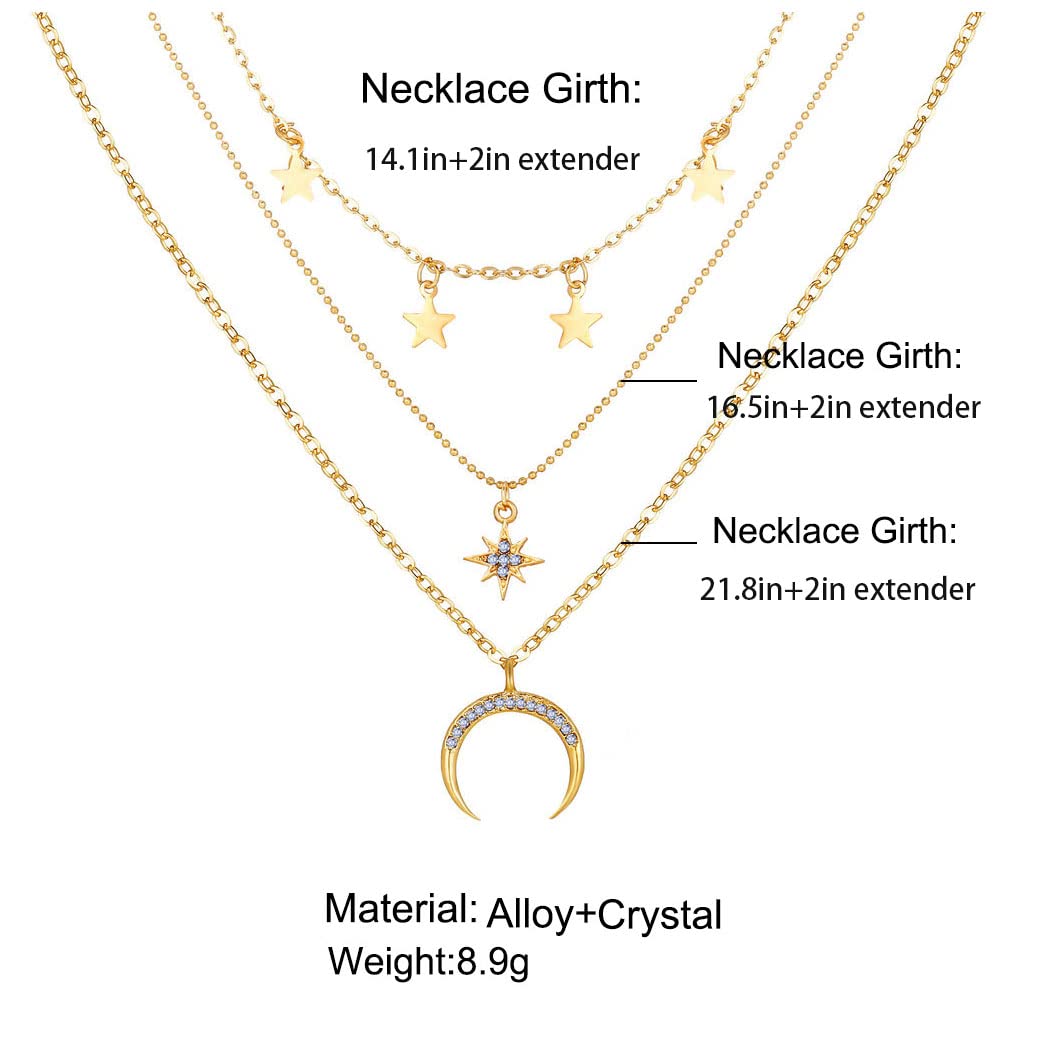 Necklace Girth:
14.1in+2in extender
Necklace Girth:
16.5in+2in extender
Necklace Girth:
21.8in+2in extender
Material: Alloy+Crystal
Weight:8.9g